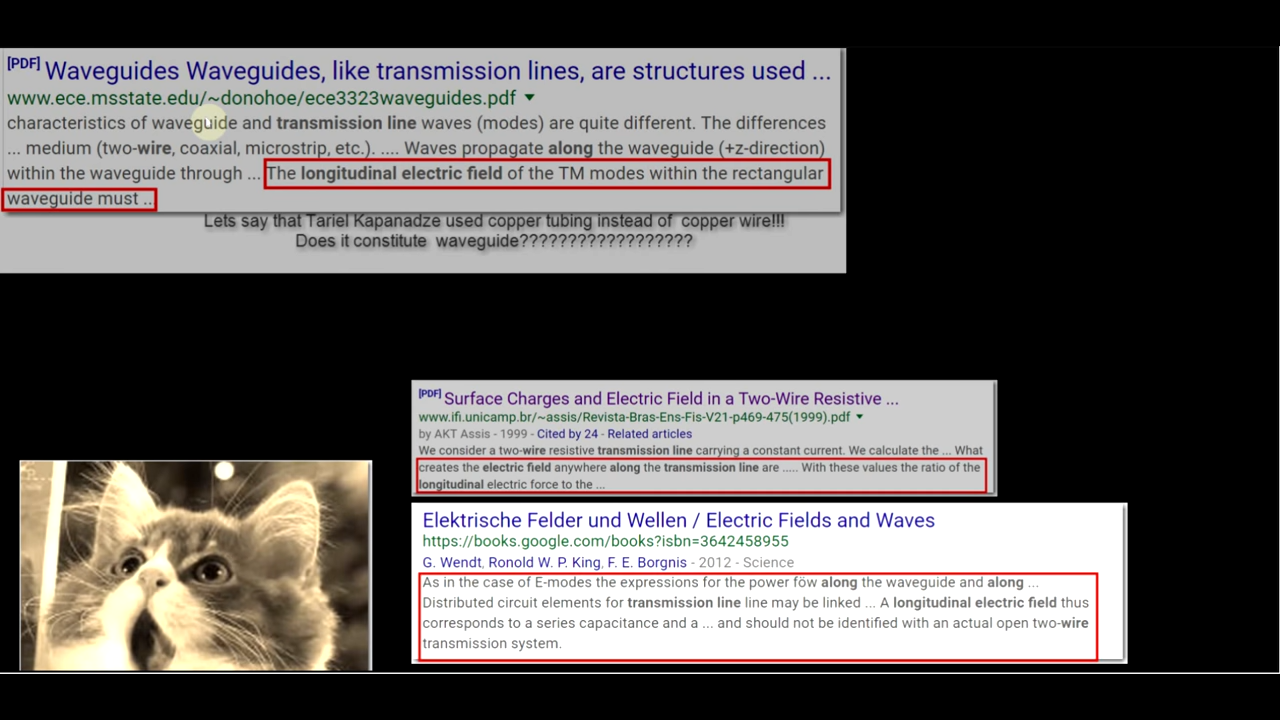 [PDF] Waveguides Waveguides, like transmission lines, are structures used ...
www.ece.msstate.edu/~donohoe/ece3323waveguides.pdf
characteristics of waveguide and transmission line waves (modes) are quite different. The differences
... medium (two-wire, coaxial, microstrip, etc.). .... Waves propagate along the waveguide (+z-direction)
within the waveguide through ... The longitudinal electric field of the TM modes within the rectangular
waveguide must ...
Lets say that Tariel Kapanadze used copper tubing instead of copper wire!!!
Does it constitute waveguide??????????????????
[PDF] Surface Charges and Electric Field in a Two-Wire Resistive ...
www.ifi.unicamp.br/~assis/Revista-Bras-Ens-Fis-V21-p469-475(1999).pdf
by AKT Assis - 1999 - Cited by 24 - Related articles
We consider a two-wire resistive transmission line carrying a constant current. We calculate the ... What
creates the electric field anywhere along the transmission line are ..... With these values the ratio of the
longitudinal electric force to the ...
Elektrische Felder und Wellen / Electric Fields and Waves
https://books.google.com/books?isbn=3642458955
G. Wendt, Ronold W. P. King, F. E. Borgnis - 2012 - Science
As in the case of E-modes the expressions for the power föw along the waveguide and along ...
Distributed circuit elements for transmission line line may be linked ... A longitudinal electric field thus
corresponds to a series capacitance and a ... and should not be identified with an actual open two-wire
transmission system.